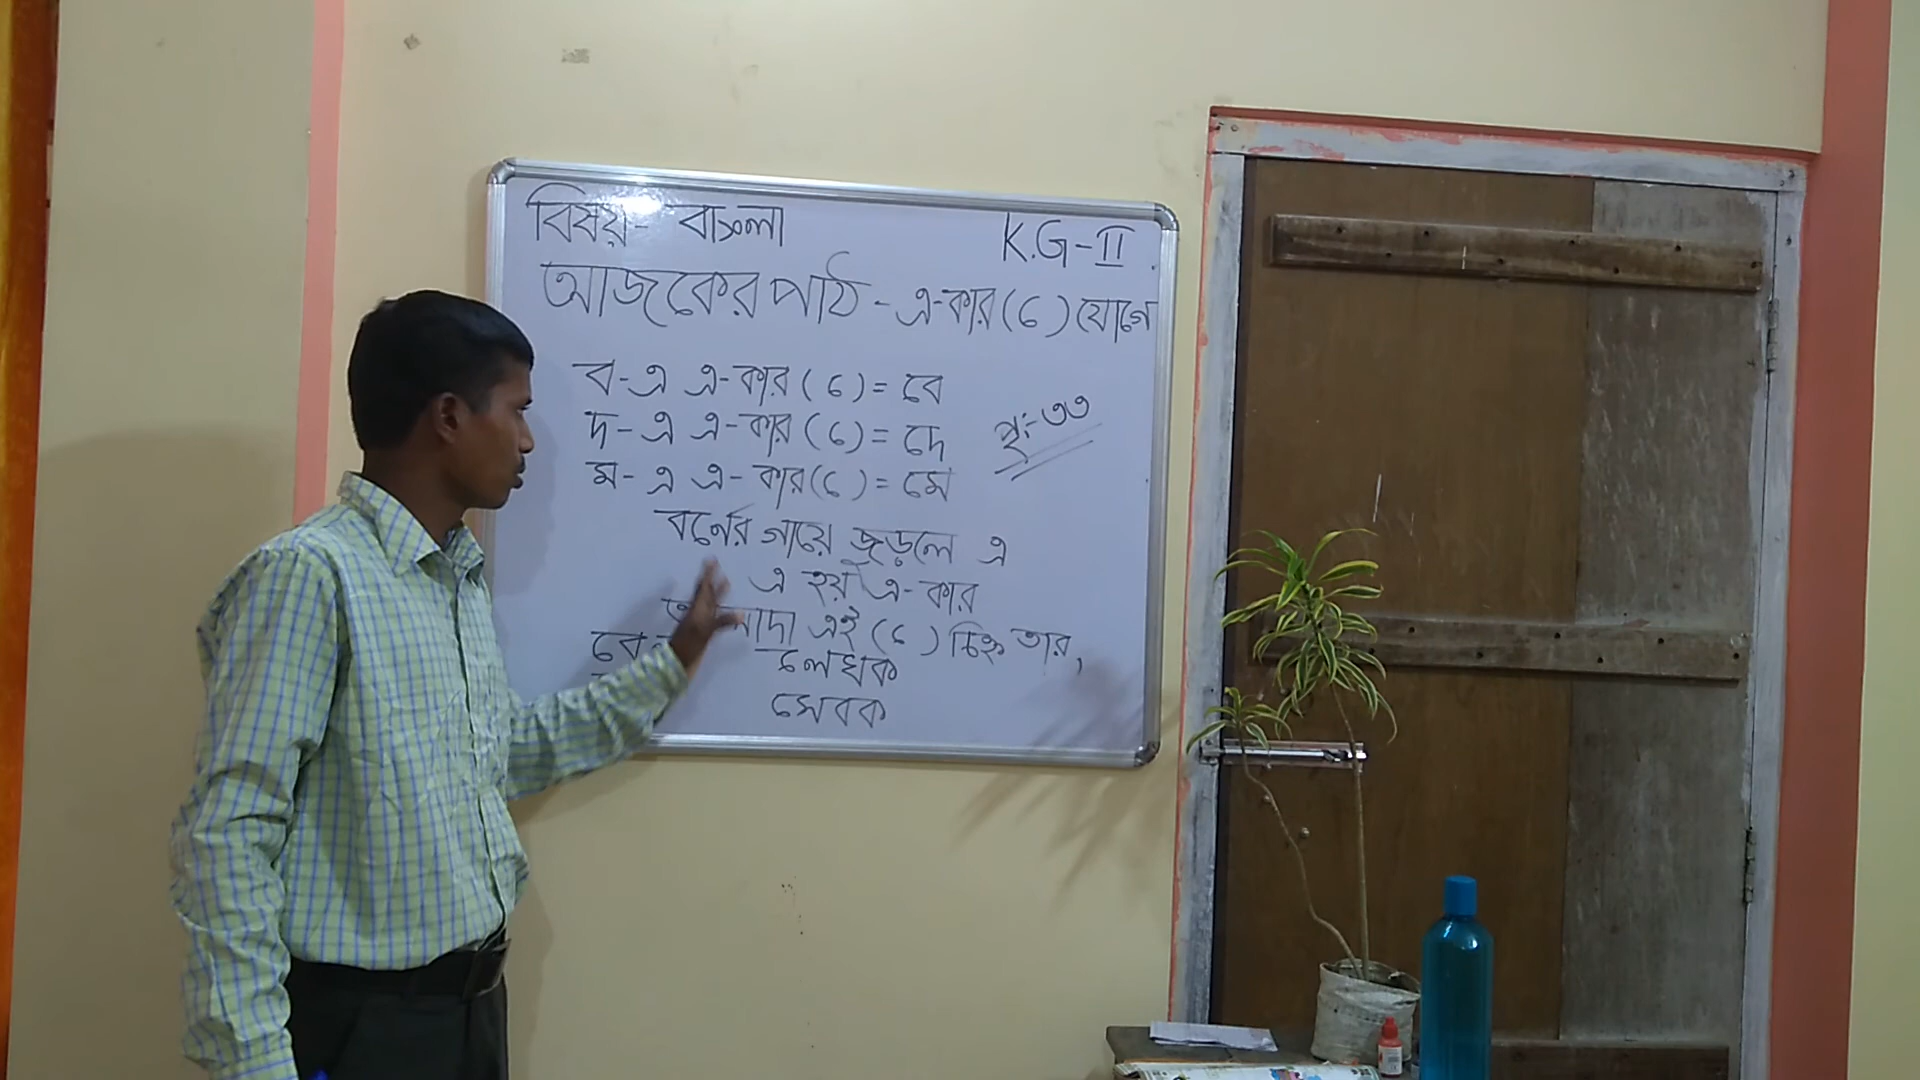 বিষয়- বাংলা
K.G-II
আজকের পাঠ - এ-কার (ে) যোগে
ব-এ এ-কার (ে) = বে
দ-এ এ-কার (ে) = দে
ম-এ এ-কার (ে) = মে
পৃঃ-৩৩
বর্নের গায়ে জুড়লে এ
এ হয় এ-কার
এই (ে) চিহ্ন তার,
লেখক
সেবক